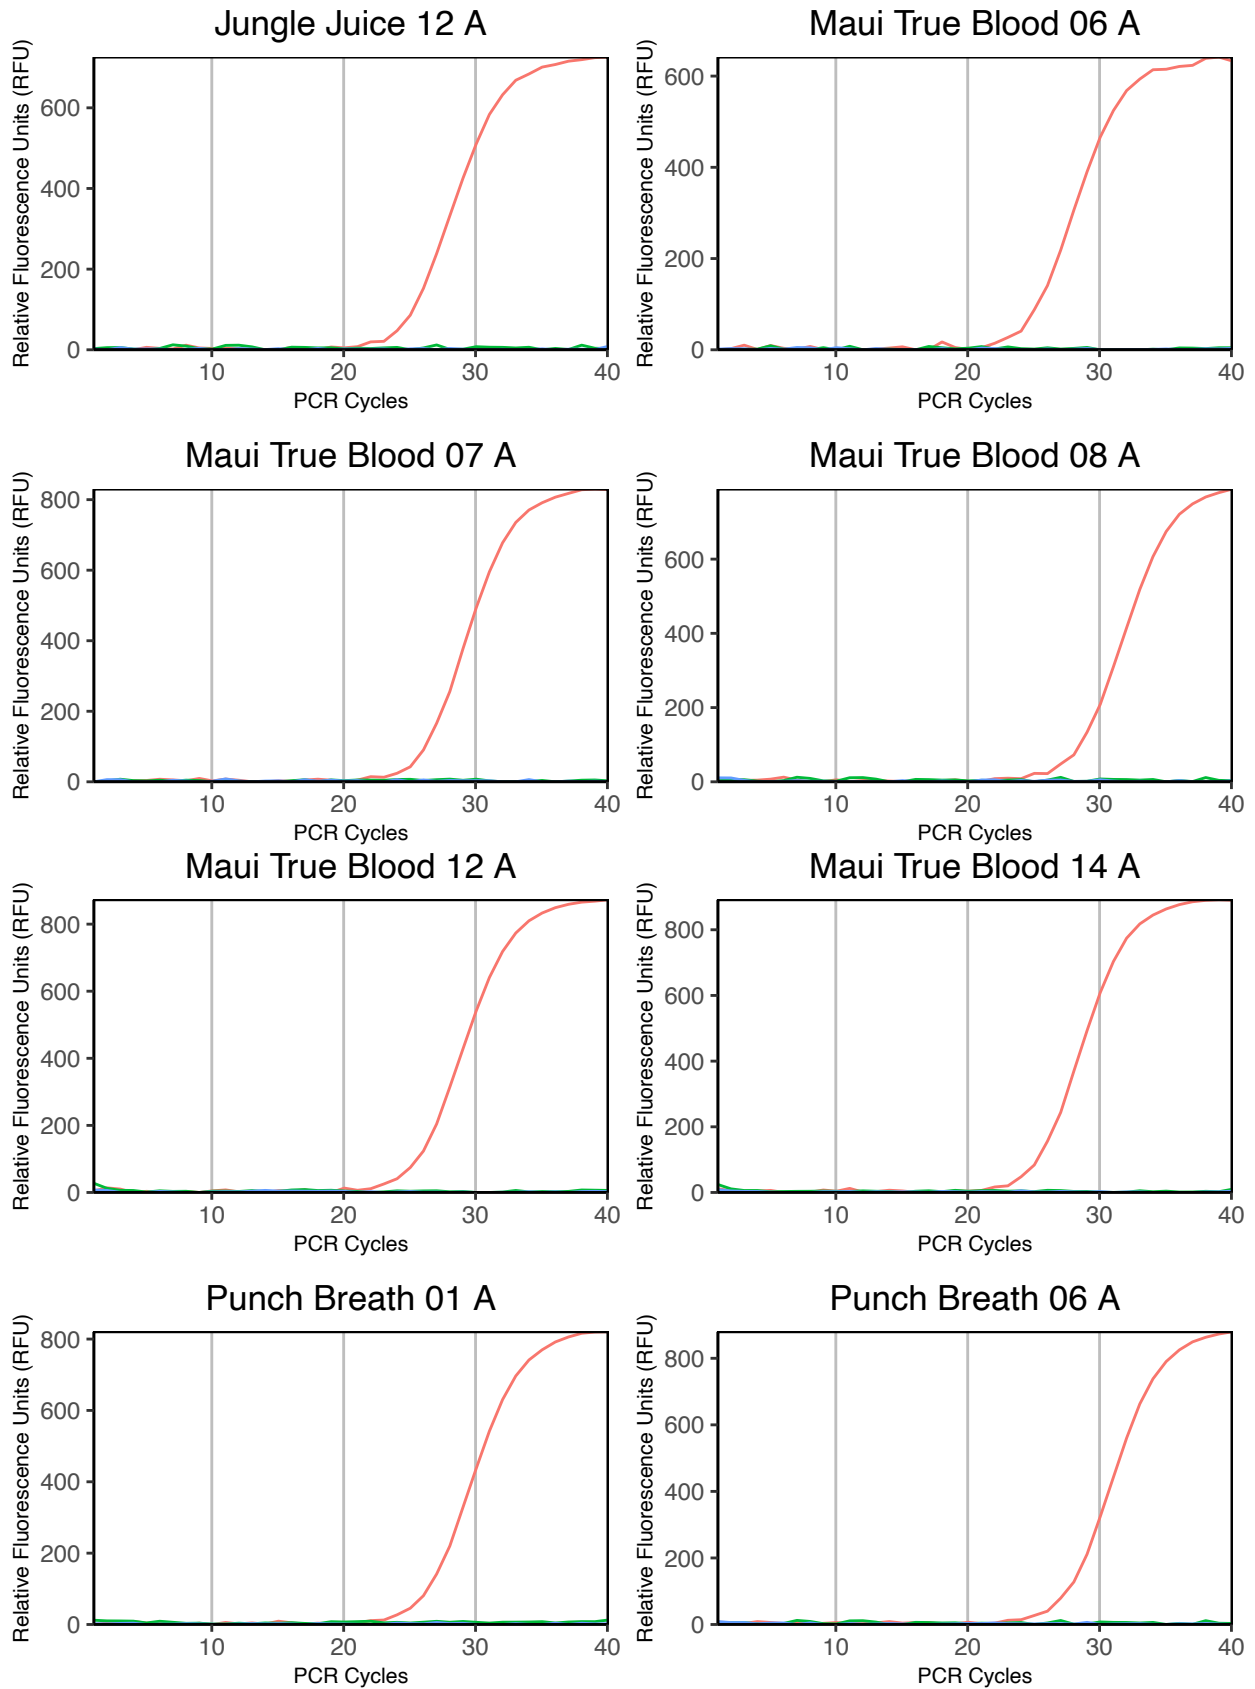 Jungle Juice 12 A
Relative Fluorescence Units (RFU)
600
400
200
0
10 20 30 40
PCR Cycles
Maui True Blood 06 A
Relative Fluorescence Units (RFU)
600
400
200
0
10 20 30 40
PCR Cycles
Maui True Blood 07 A
Relative Fluorescence Units (RFU)
800
600
400
200
0
10 20 30 40
PCR Cycles
Maui True Blood 08 A
Relative Fluorescence Units (RFU)
600
400
200
0
10 20 30 40
PCR Cycles
Maui True Blood 12 A
Relative Fluorescence Units (RFU)
800
600
400
200
0
10 20 30 40
PCR Cycles
Maui True Blood 14 A
Relative Fluorescence Units (RFU)
800
600
400
200
0
10 20 30 40
PCR Cycles
Punch Breath 01 A
Relative Fluorescence Units (RFU)
800
600
400
200
0
10 20 30 40
PCR Cycles
Punch Breath 06 A
Relative Fluorescence Units (RFU)
800
600
400
200
0
10 20 30 40
PCR Cycles